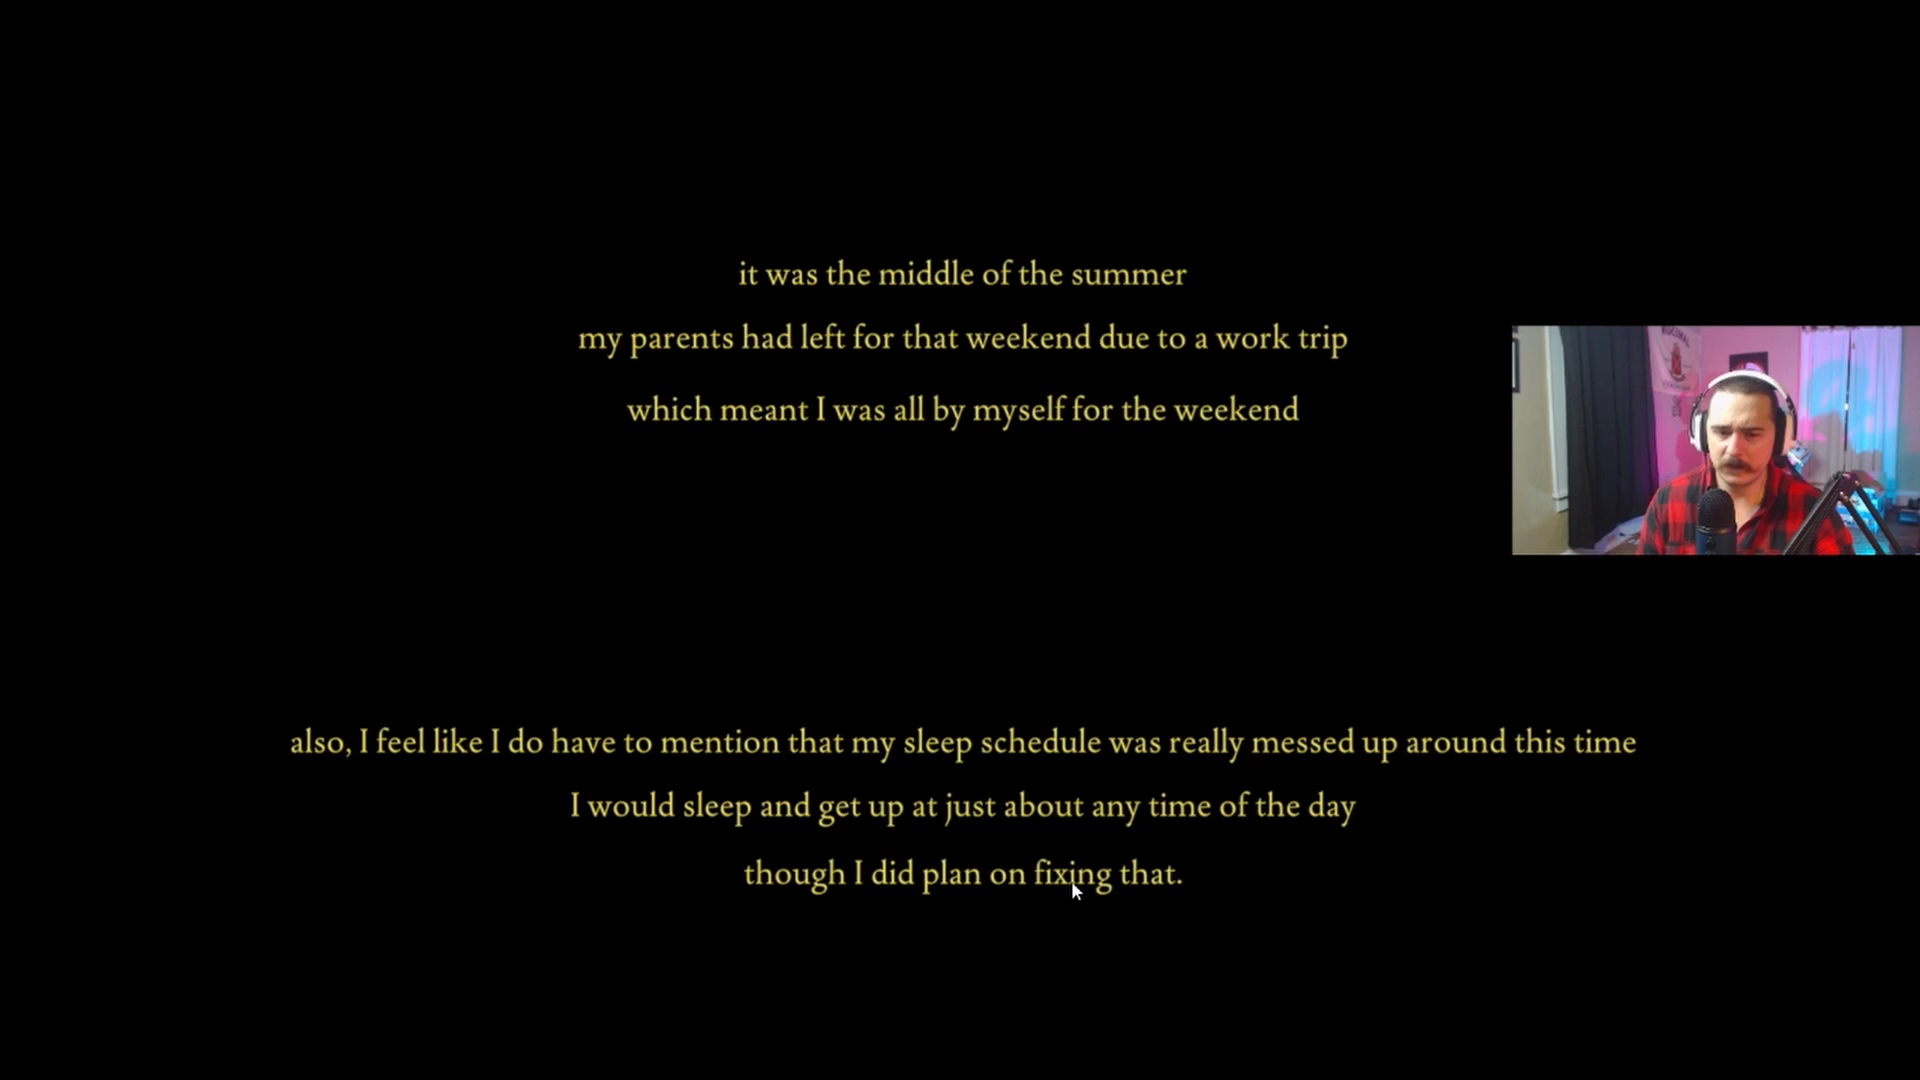 it was the middle of the summer
my parents had left for that weekend due to a work trip
which meant I was all by myself for the weekend
also, I feel like I do have to mention that my sleep schedule was really messed up around this time
I would sleep and get up at just about any time of the day
though I did plan on fixing that.